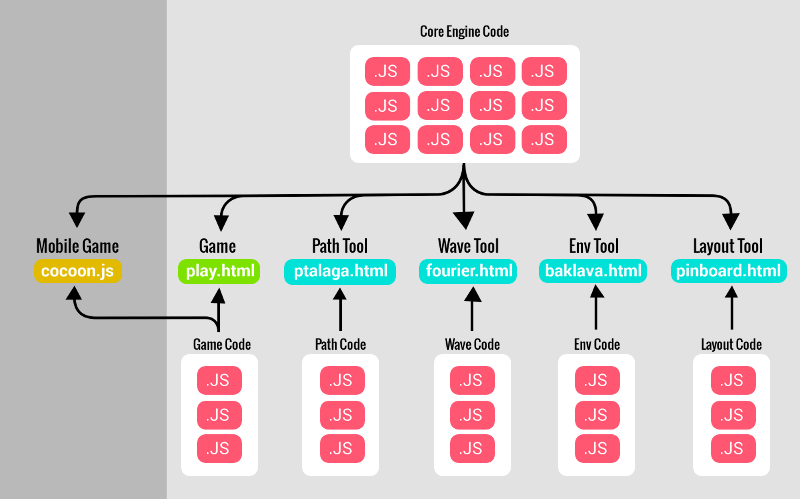 Core Engine Code
.JS .JS .JS .JS
.JS .JS .JS .JS
.JS .JS .JS .JS
Mobile Game Game Path Tool Wave Tool Env Tool Layout Tool
cocoon.js play.html ptalaga.html fourier.html baklava.html pinboard.html
Game Code Path Code Wave Code Env Code Layout Code
.JS .JS .JS .JS .JS
.JS .JS .JS .JS .JS
.JS .JS .JS .JS .JS